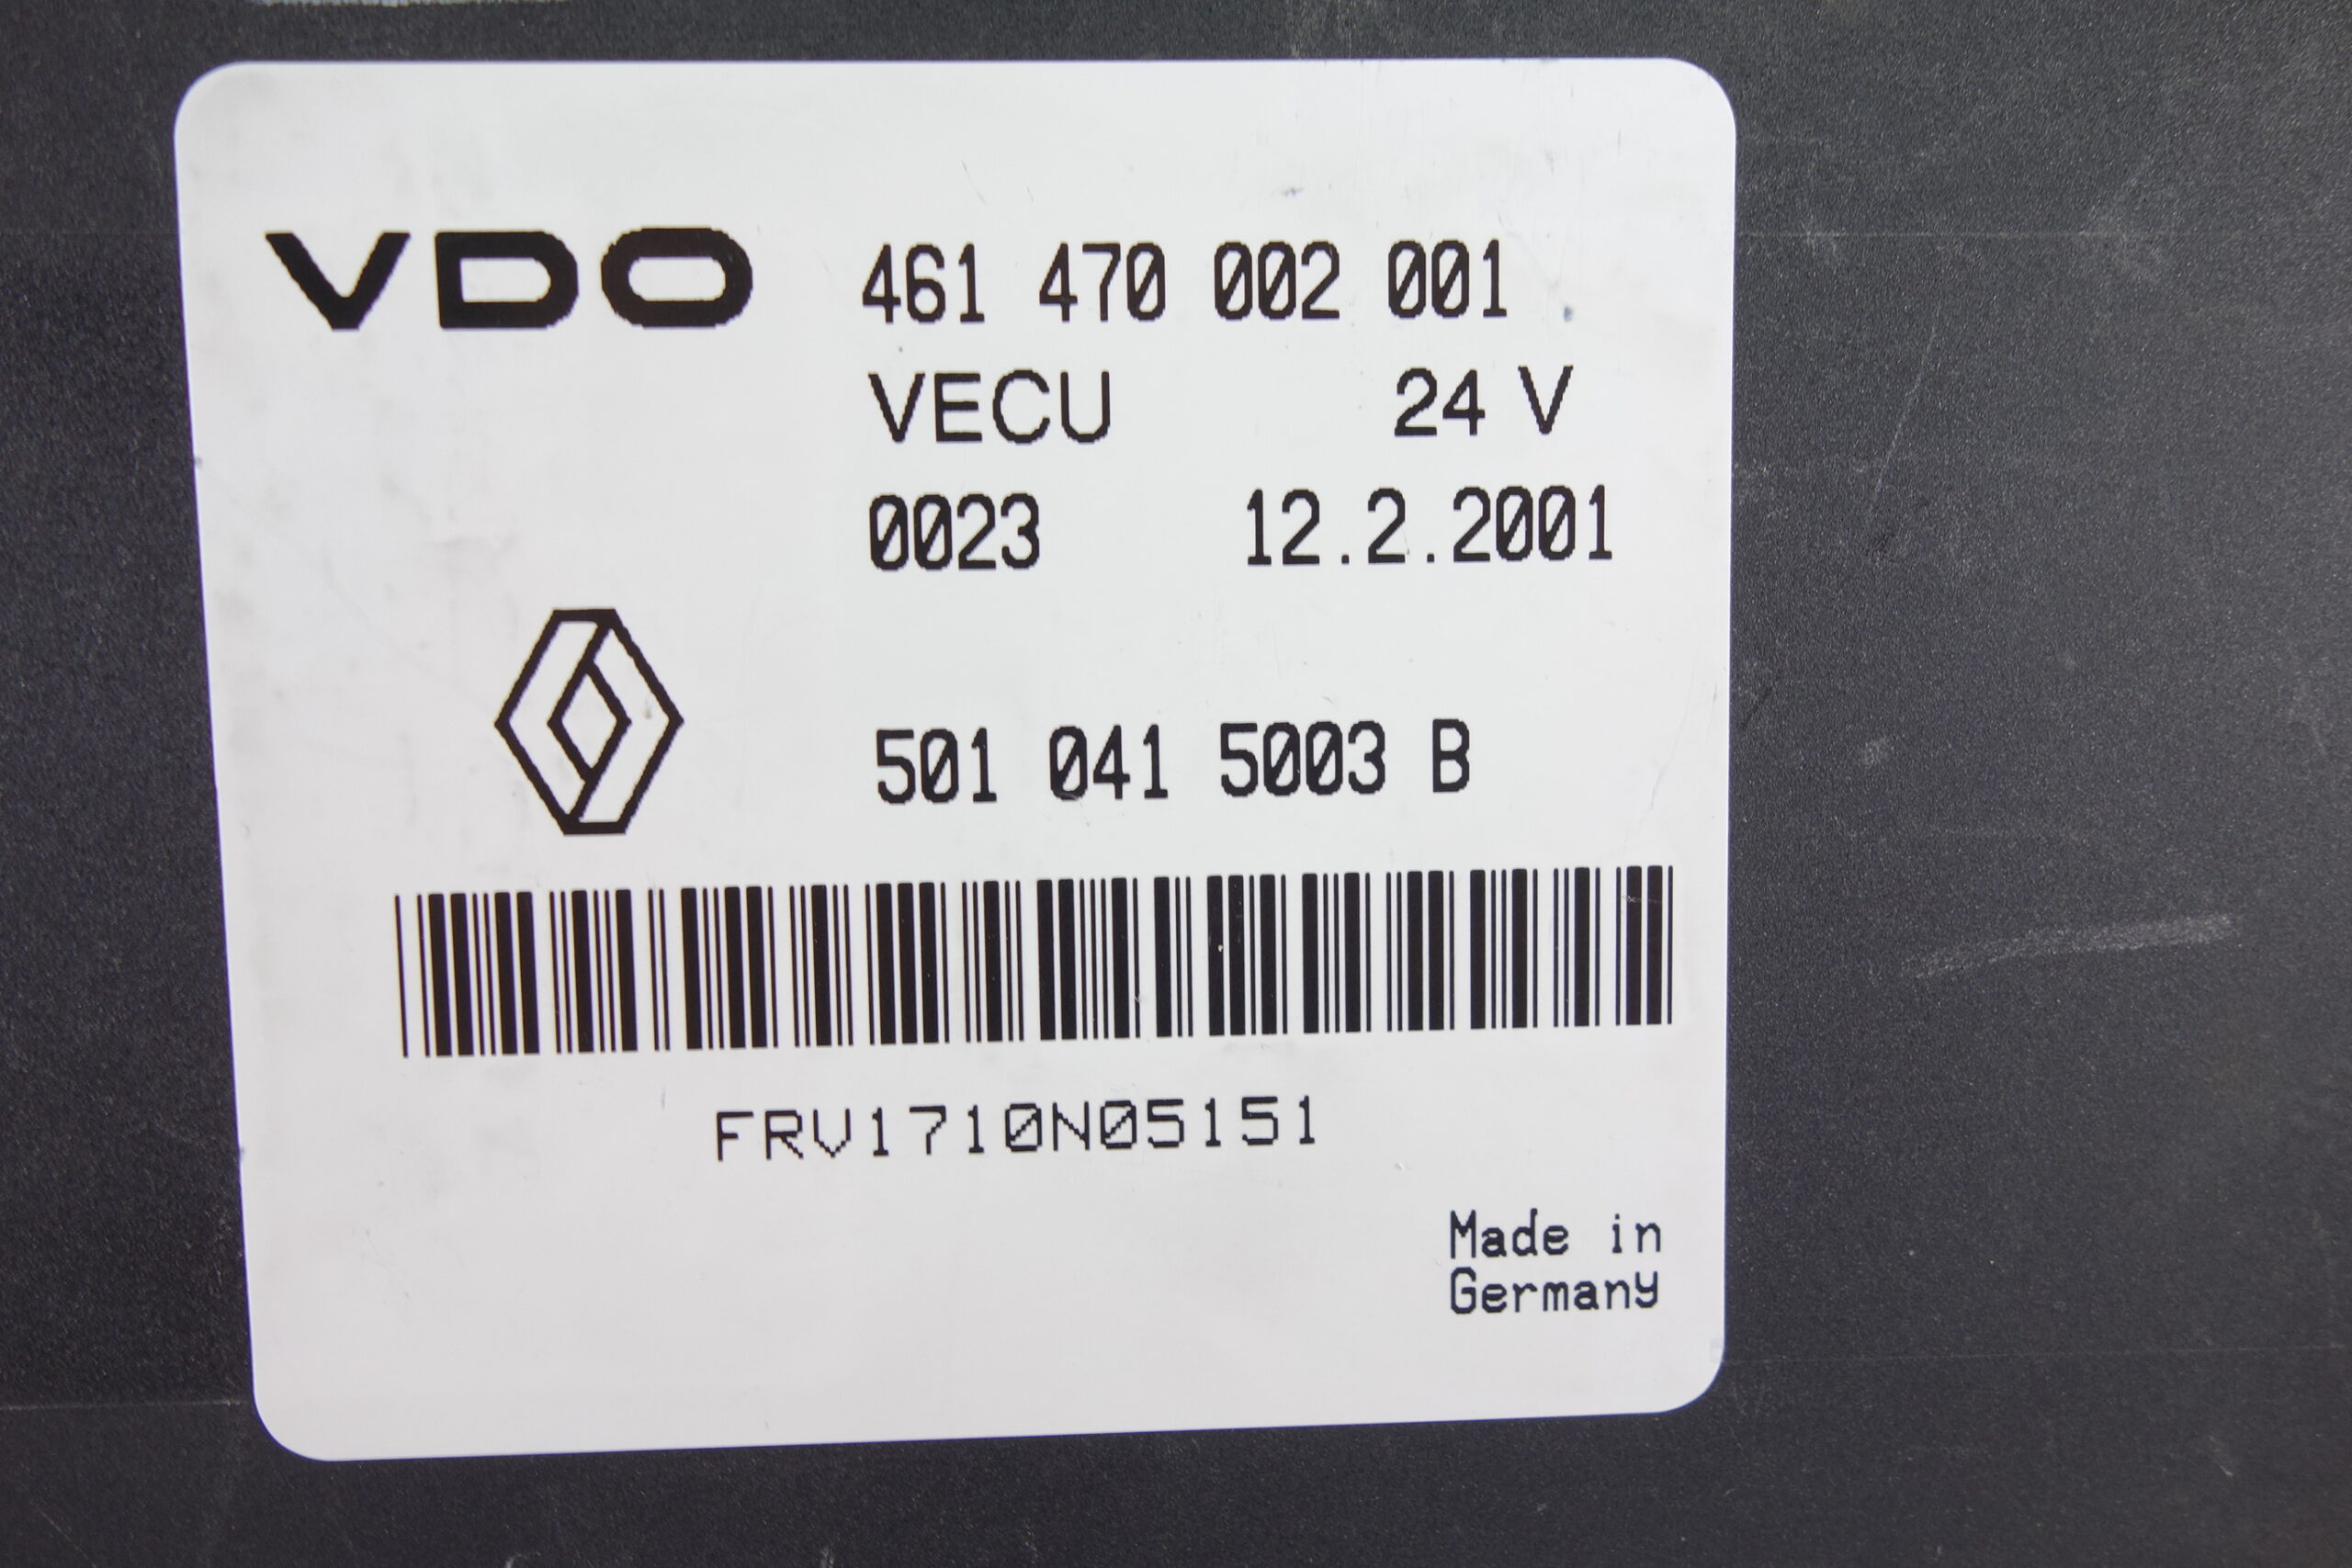 VDO 461 470 002 001
VECU 24 V
0023 12.2.2001
501 041 5003 B
FRV1710N05151
Made in
Germany